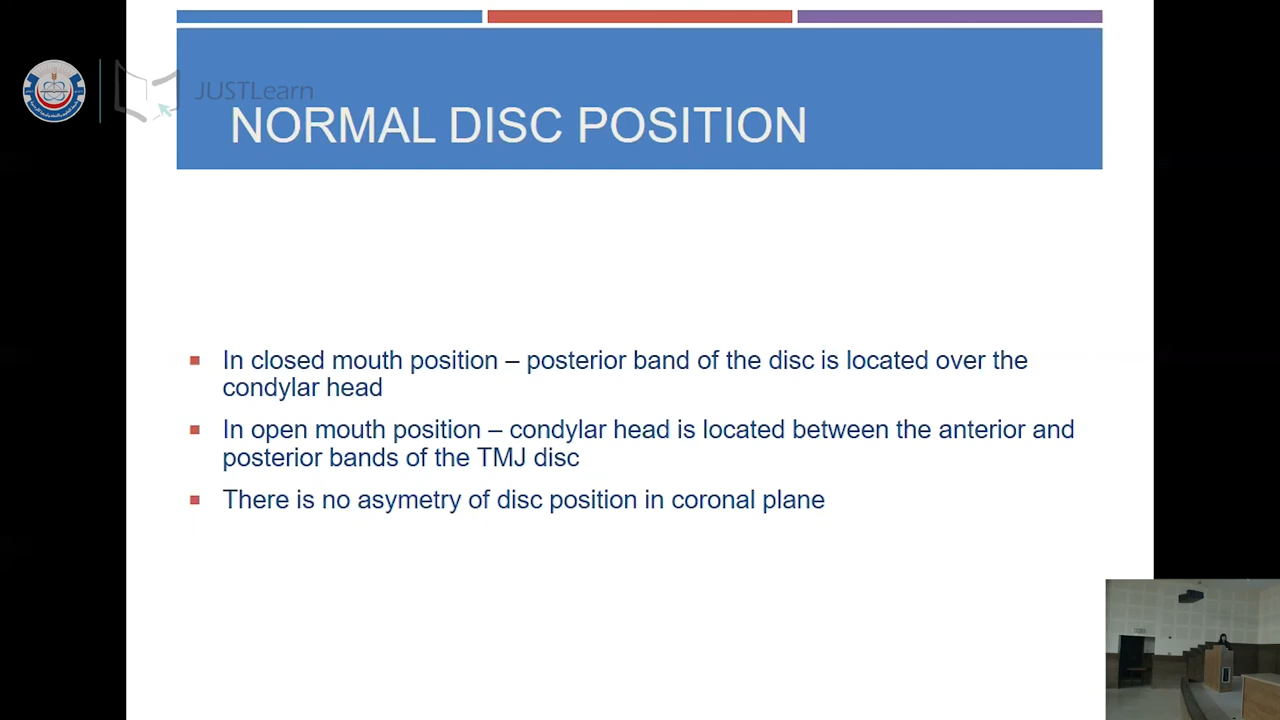 JUSTLearn
NORMAL DISC POSITION
In closed mouth position – posterior band of the disc is located over the
condylar head
In open mouth position – condylar head is located between the anterior and
posterior bands of the TMJ disc
There is no asymetry of disc position in coronal plane